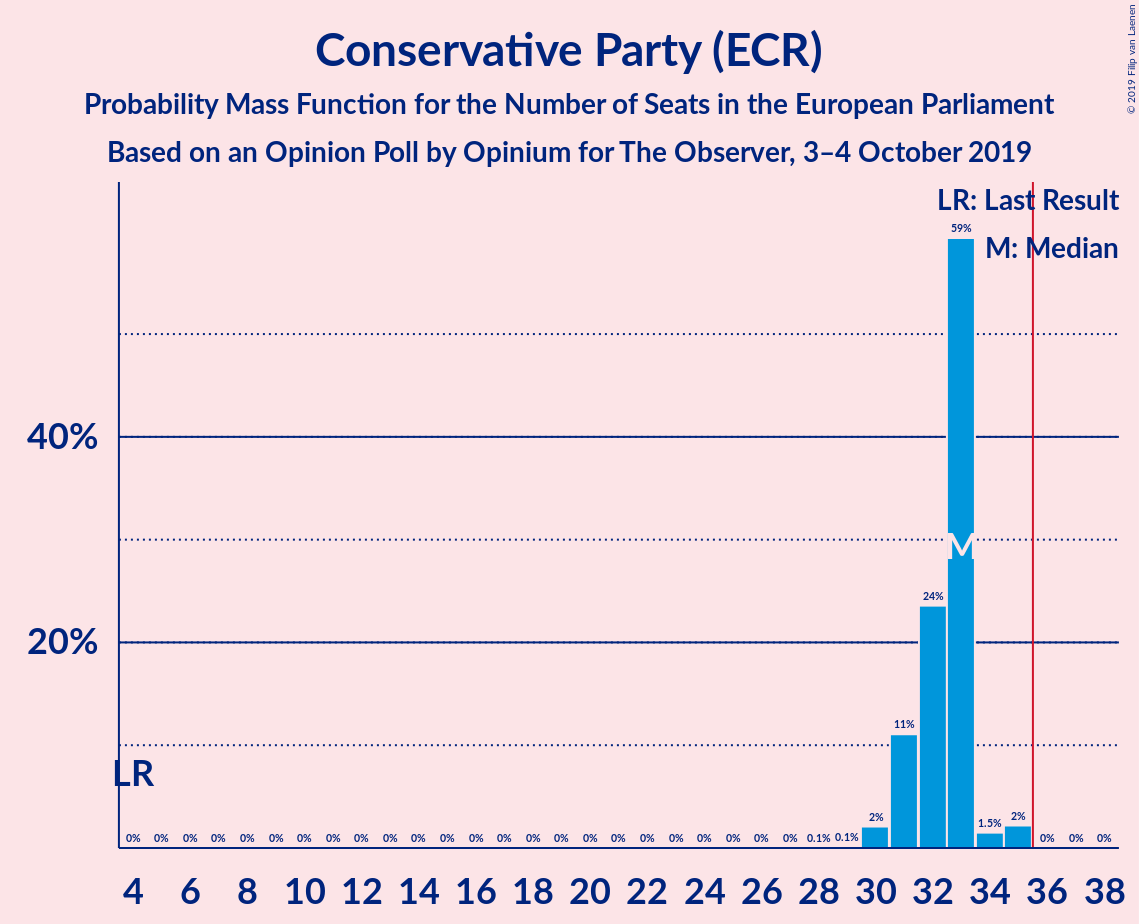 Conservative Party (ECR)
Probability Mass Function for the Number of Seats in the European Parliament
Based on an Opinion Poll by Opinium for The Observer, 3–4 October 2019
© 2019 Filip van Laenen
LR: Last Result
M: Median
59%
40%
M
24%
20%
11%
LR
0% 0% 0% 0% 0% 0% 0% 0% 0% 0% 0% 0% 0% 0% 0% 0% 0% 0% 0% 0% 0% 0% 0% 0% 0.1% 0.1% 2% 1.5% 2% 0% 0% 0%
4 6 8 10 12 14 16 18 20 22 24 26 28 30 32 34 36 38